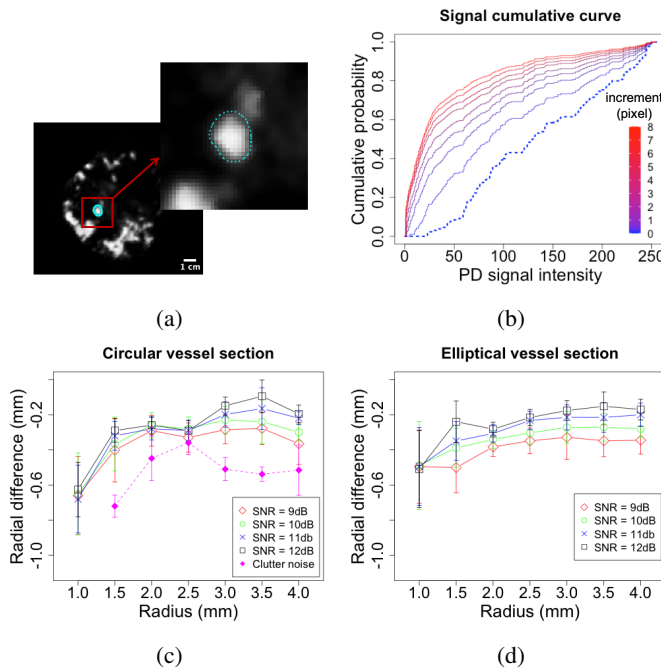 1 cm
(a)
Signal cumulative curve
Cumulative probability
0.0 0.2 0.4 0.6 0.8 1.0
0 50 100 150 200 250
PD signal intensity
increment
(pixel)
8
7
6
5
4
3
2
1
0
(b)
Circular vessel section
Radial difference (mm)
-1.0 -0.6 -0.2
1.0 1.5 2.0 2.5 3.0 3.5 4.0
Radius (mm)
SNR = 9dB
SNR = 10dB
SNR = 11db
SNR = 12dB
Clutter noise
(c)
Elliptical vessel section
Radial difference (mm)
-1.0 -0.6 -0.2
1.0 1.5 2.0 2.5 3.0 3.5 4.0
Radius (mm)
SNR = 9dB
SNR = 10dB
SNR = 11db
SNR = 12dB
(d)